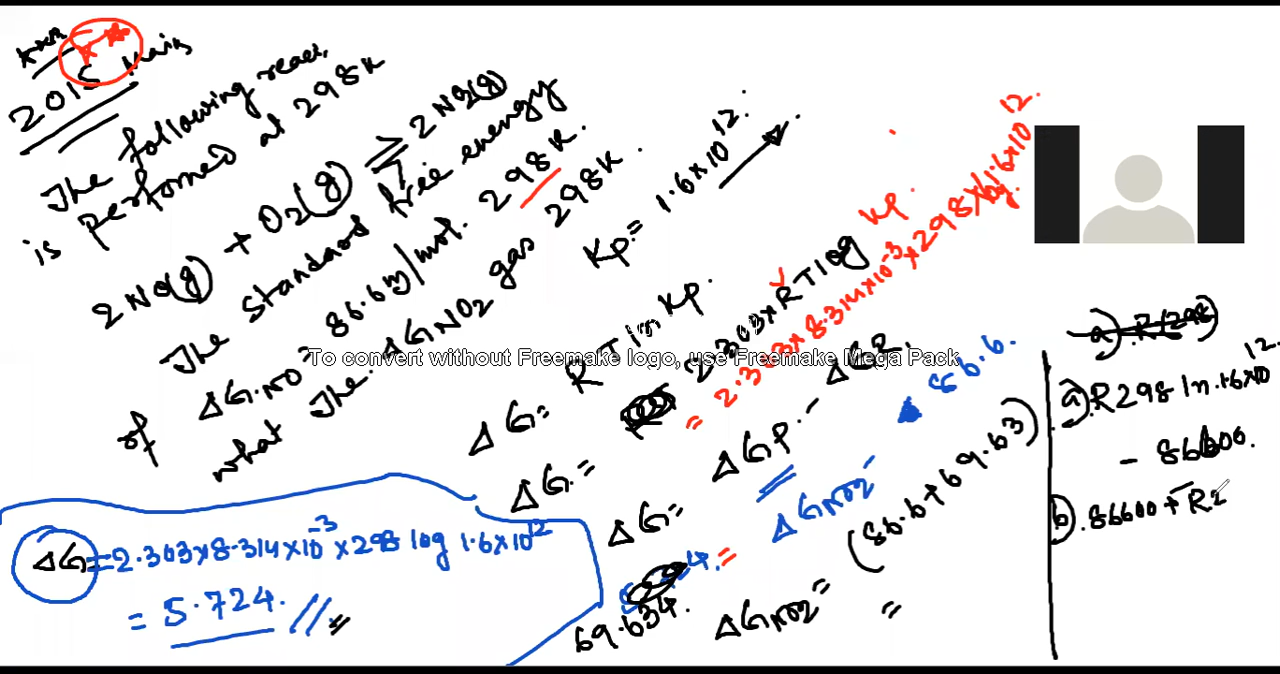 2015 Mains
The following react.
is performed at 298K
2NO(g) + O2(g) ⇌ 2NO2(g)
The standard free energy
of ΔG.NO = 86.6 kJ/mol. 298K.
what The ΔGNO2 gas 298K.
Kp = 1.6×10^12.
ΔG = RT ln Kp.
ΔG = 2.303×RT log Kp.
= 2.303×8.314×10^-3×298×log 1.6×10^12.
ΔG = ΔGP - ΔGR.
69.634. = ΔGNO2 - 86.6.
ΔGNO2 = (86.6+69.63)
=
ΔG = 2.303×8.314×10^-3×298 log 1.6×10^12
= 5.724. //=
To convert without Freemake logo, use Freemake Mega Pack
a) R(298)
a) R298 ln 1.6×10^12.
- 86600.
b) 86600 + R2